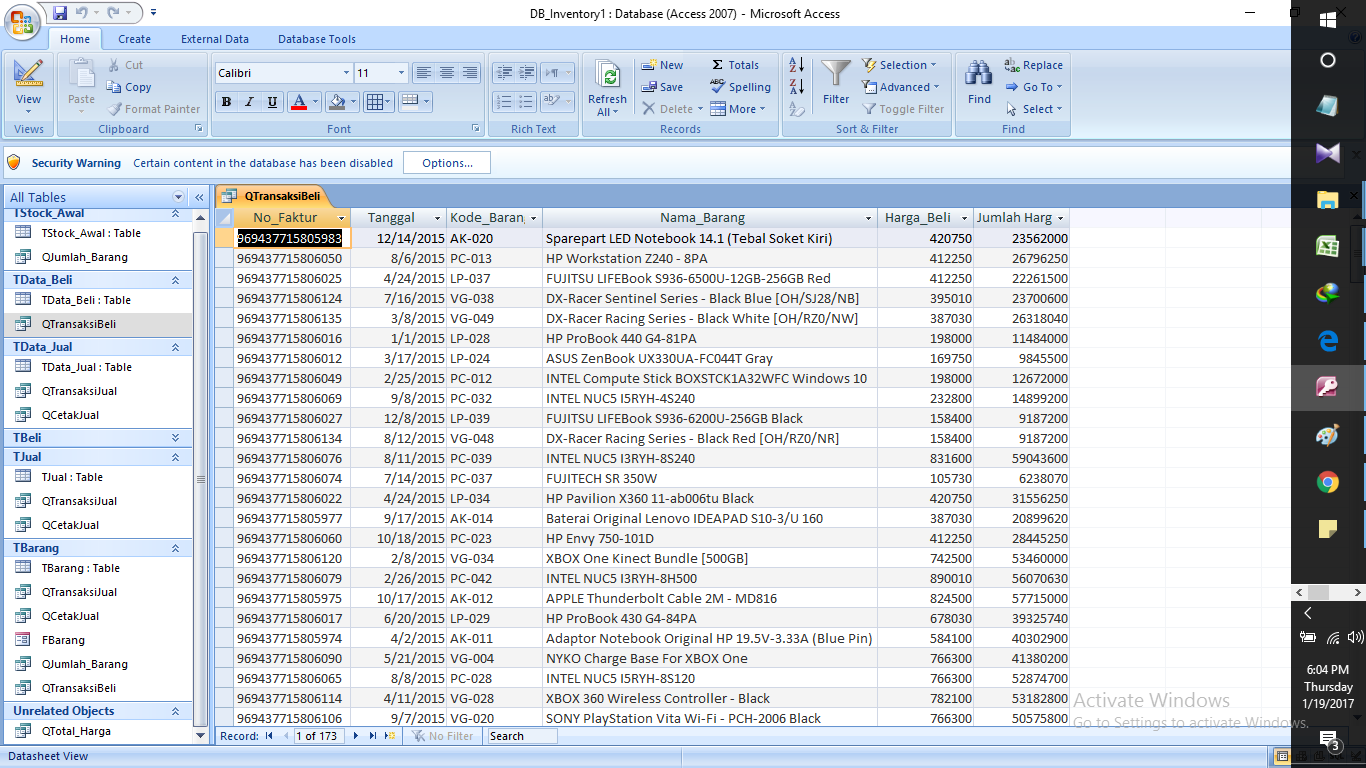 DB_Inventory1 : Database (Access 2007) - Microsoft Access
Home Create External Data Database Tools
View
Views
Paste
Cut
Copy
Format Painter
Clipboard
Calibri 11
B I U A
Font
Rich Text
Refresh All
New
Save
Delete
Totals
Spelling
More
Records
Filter
Selection
Advanced
Toggle Filter
Sort & Filter
Find
Replace
Go To
Select
Find
Security Warning Certain content in the database has been disabled Options...
All Tables
TStock_Awal
TStock_Awal : Table
QJumlah_Barang
TData_Beli
TData_Beli : Table
QTransaksiBeli
TData_Jual
TData_Jual : Table
QTransaksiJual
QCetakJual
TBeli
TJual
TJual : Table
QTransaksiJual
QCetakJual
TBarang
TBarang : Table
QTransaksiJual
QCetakJual
FBarang
QJumlah_Barang
QTransaksiBeli
Unrelated Objects
QTotal_Harga
QTransaksiBeli
No_Faktur Tanggal Kode_Baran Nama_Barang Harga_Beli Jumlah Harg
969437715805983 12/14/2015 AK-020 Sparepart LED Notebook 14.1 (Tebal Soket Kiri) 420750 23562000
969437715806050 8/6/2015 PC-013 HP Workstation Z240 - 8PA 412250 26796250
969437715806025 4/24/2015 LP-037 FUJITSU LIFEBook S936-6500U-12GB-256GB Red 412250 22261500
969437715806124 7/16/2015 VG-038 DX-Racer Sentinel Series - Black Blue [OH/SJ28/NB] 395010 23700600
969437715806135 3/8/2015 VG-049 DX-Racer Racing Series - Black White [OH/RZ0/NW] 387030 26318040
969437715806016 1/1/2015 LP-028 HP ProBook 440 G4-81PA 198000 11484000
969437715806012 3/17/2015 LP-024 ASUS ZenBook UX330UA-FC044T Gray 169750 9845500
969437715806049 2/25/2015 PC-012 INTEL Compute Stick BOXSTCK1A32WFC Windows 10 198000 12672000
969437715806069 9/8/2015 PC-032 INTEL NUC5 I5RYH-4S240 232800 14899200
969437715806027 12/8/2015 LP-039 FUJITSU LIFEBook S936-6200U-256GB Black 158400 9187200
969437715806134 8/12/2015 VG-048 DX-Racer Racing Series - Black Red [OH/RZ0/NR] 158400 9187200
969437715806076 8/11/2015 PC-039 INTEL NUC5 I3RYH-8S240 831600 59043600
969437715806074 7/14/2015 PC-037 FUJITECH SR 350W 105730 6238070
969437715806022 4/24/2015 LP-034 HP Pavilion X360 11-ab006tu Black 420750 31556250
969437715805977 9/17/2015 AK-014 Baterai Original Lenovo IDEAPAD S10-3/U 160 387030 20899620
969437715806060 10/18/2015 PC-023 HP Envy 750-101D 412250 28445250
969437715806120 2/8/2015 VG-034 XBOX One Kinect Bundle [500GB] 742500 53460000
969437715806079 2/26/2015 PC-042 INTEL NUC5 I3RYH-8H500 890010 56070630
969437715805975 10/17/2015 AK-012 APPLE Thunderbolt Cable 2M - MD816 824500 57715000
969437715806017 6/20/2015 LP-029 HP ProBook 430 G4-84PA 678030 39325740
969437715805974 4/2/2015 AK-011 Adaptor Notebook Original HP 19.5V-3.33A (Blue Pin) 584100 40302900
969437715806090 5/21/2015 VG-004 NYKO Charge Base For XBOX One 766300 41380200
969437715806065 8/8/2015 PC-028 INTEL NUC5 I5RYH-8S120 766300 52874700
969437715806114 4/11/2015 VG-028 XBOX 360 Wireless Controller - Black 782100 53182800
969437715806106 9/7/2015 VG-020 SONY PlayStation Vita Wi-Fi - PCH-2006 Black 766300 50575800
Record: 1 of 173 No Filter Search
Datasheet View
Activate Windows
Go to Settings to activate Windows.
6:04 PM
Thursday
1/19/2017
3